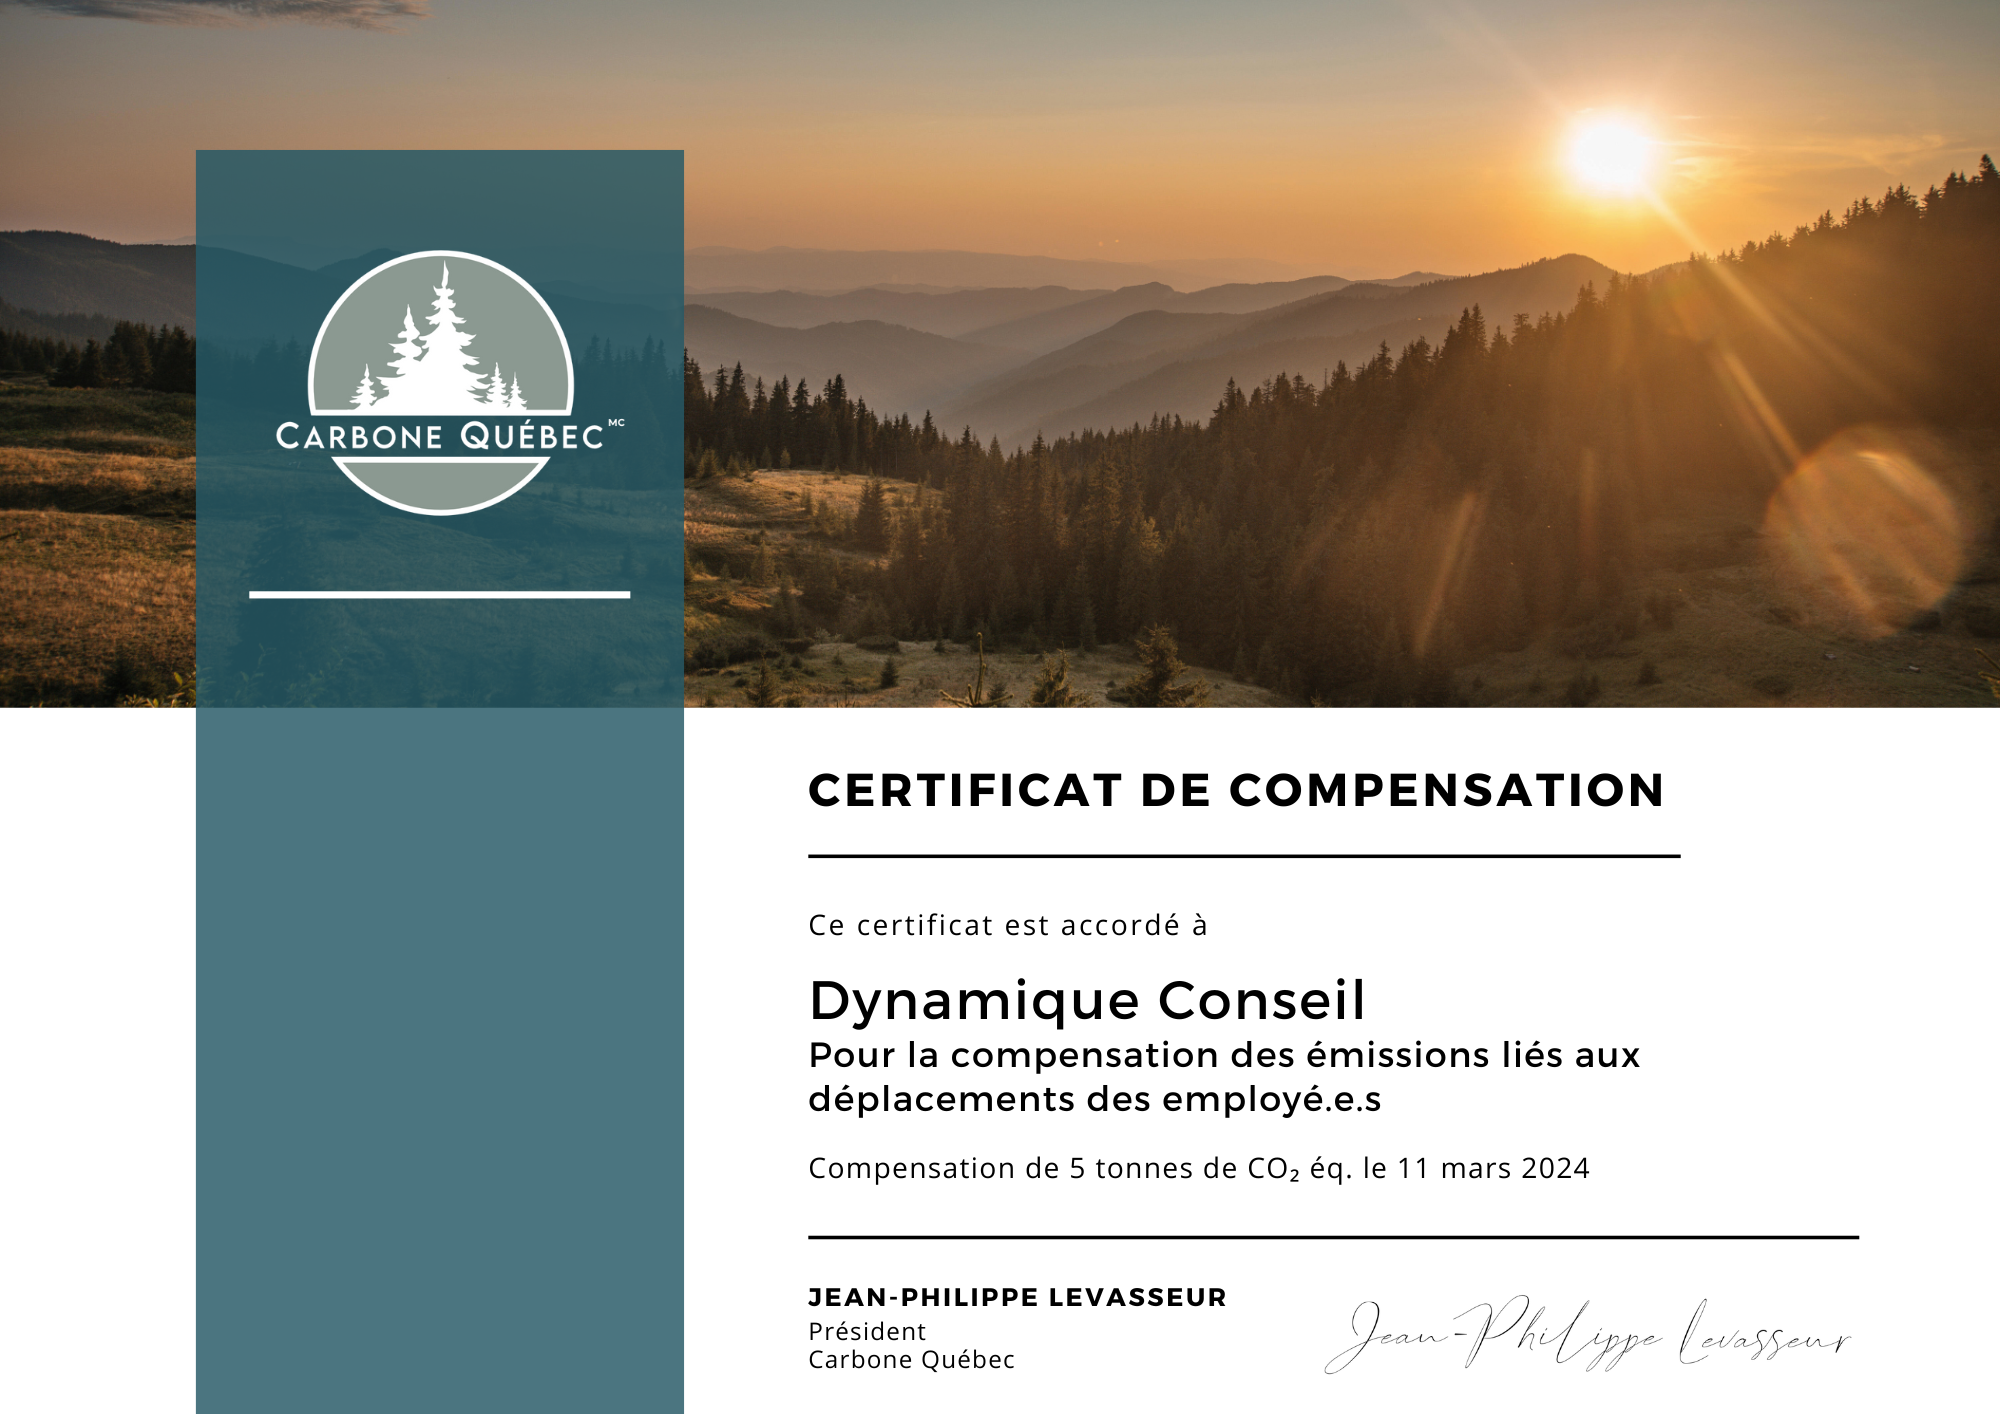 CARBONE QUÉBEC MC
CERTIFICAT DE COMPENSATION
Ce certificat est accordé à
Dynamique Conseil
Pour la compensation des émissions liés aux
déplacements des employé.e.s
Compensation de 5 tonnes de CO₂ éq. le 11 mars 2024
JEAN-PHILIPPE LEVASSEUR
Président
Carbone Québec
Jean-Philippe Levasseur